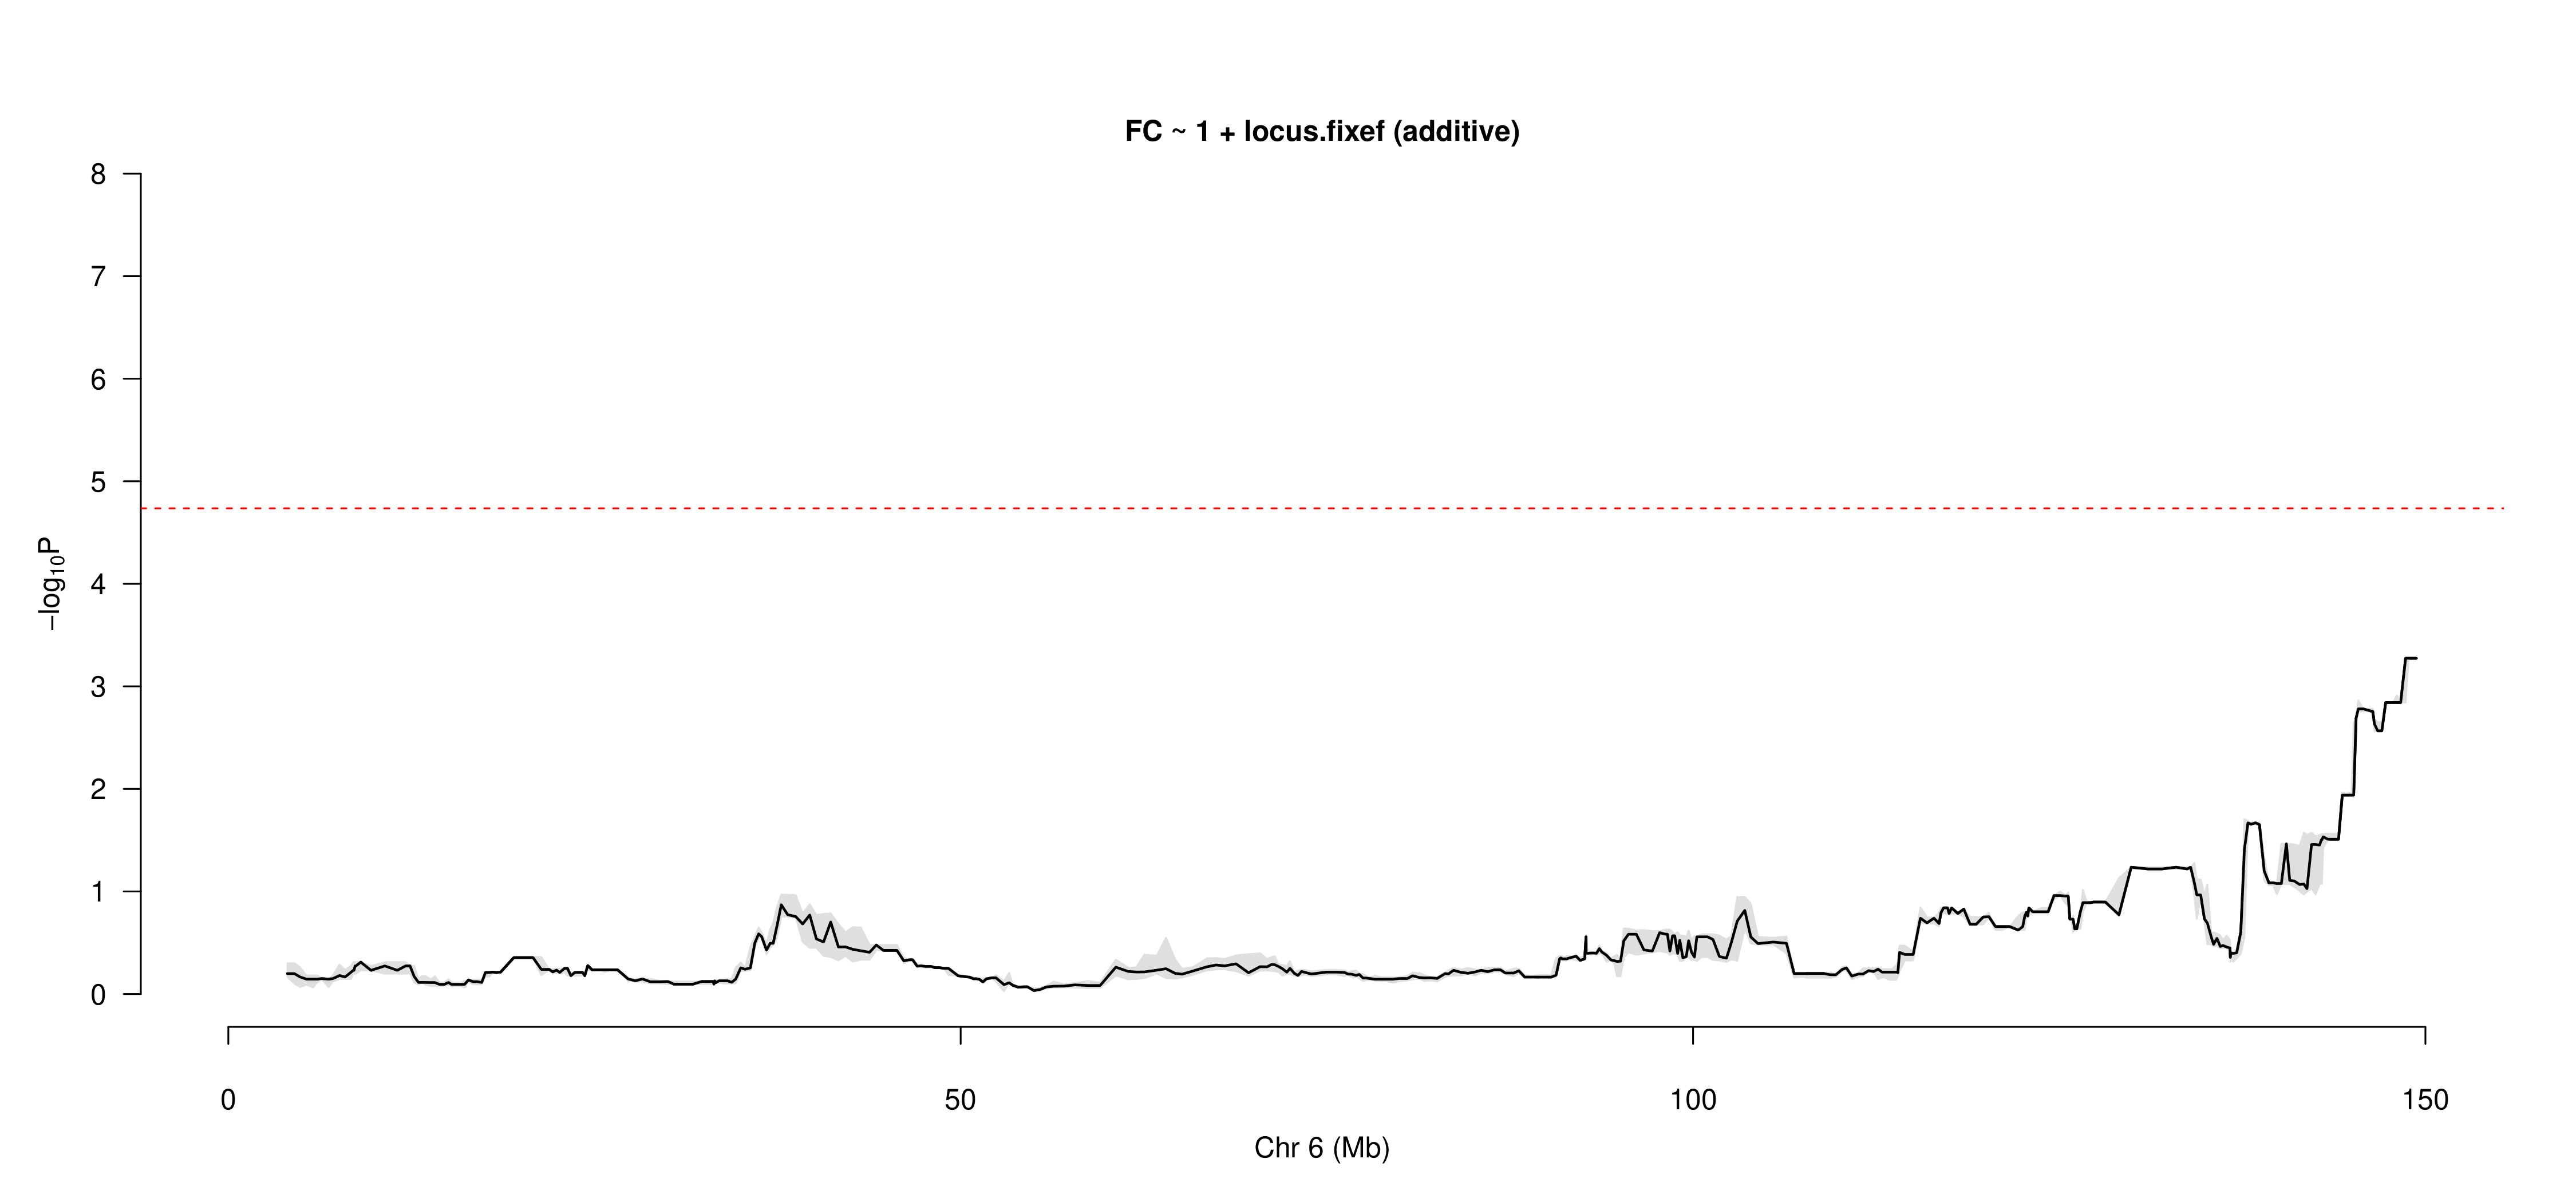 FC ~ 1 + locus.fixef (additive)
8
7
6
5
4
3
2
1
0
−log10P
0 50 100 150
Chr 6 (Mb)